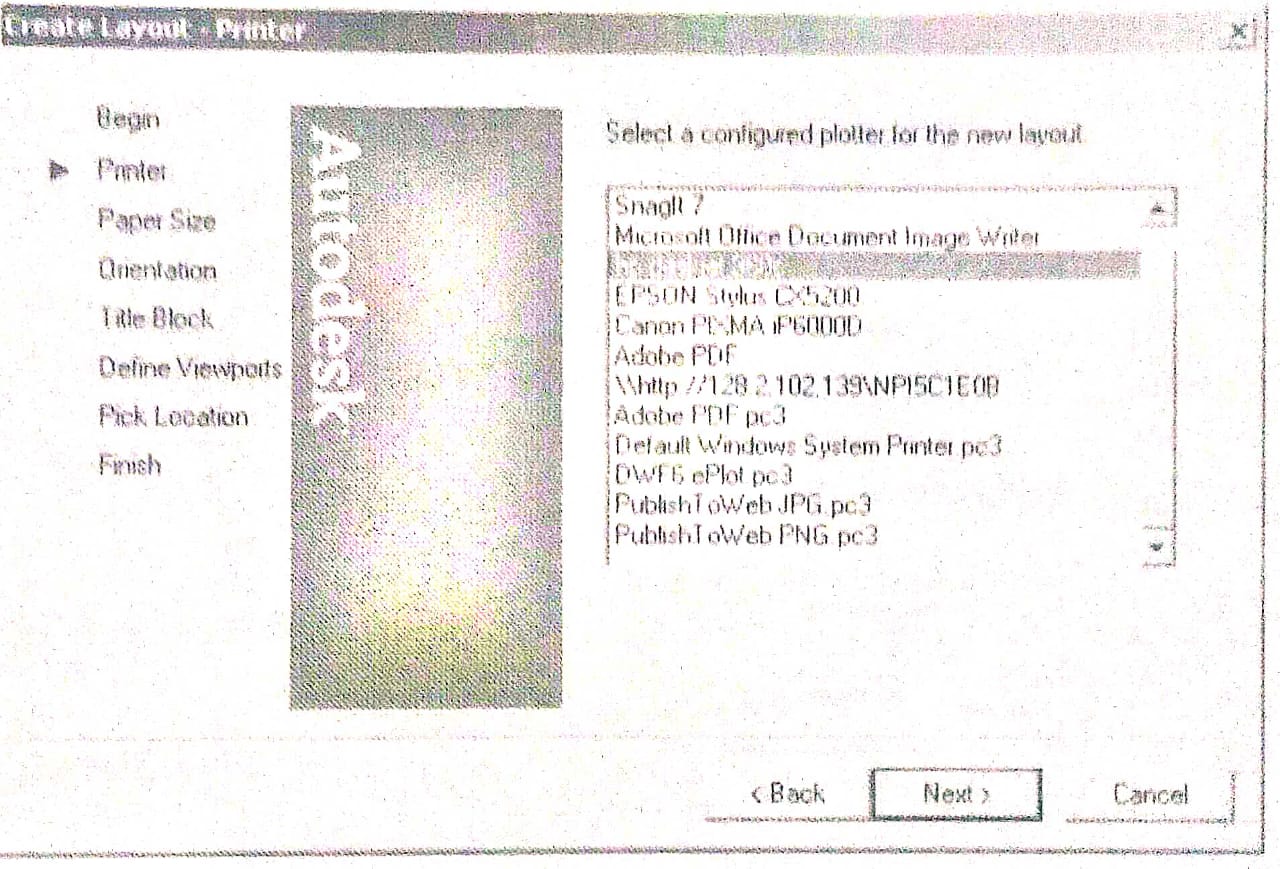 Create Layout - Printer
Begin
Printer
Paper Size
Orientation
Title Block
Define Viewports
Pick Location
Finish
Autodesk
Select a configured plotter for the new layout.
SnagIt 7
Microsoft Office Document Image Writer
EPSON Stylus CX5200
Canon PIXMA iP6000D
Adobe PDF
\\http://128.2.102.139\NPI5C1E0B
Adobe PDF.pc3
Default Windows System Printer.pc3
DWF6 ePlot.pc3
PublishToWeb JPG.pc3
PublishToWeb PNG.pc3
< Back
Next >
Cancel